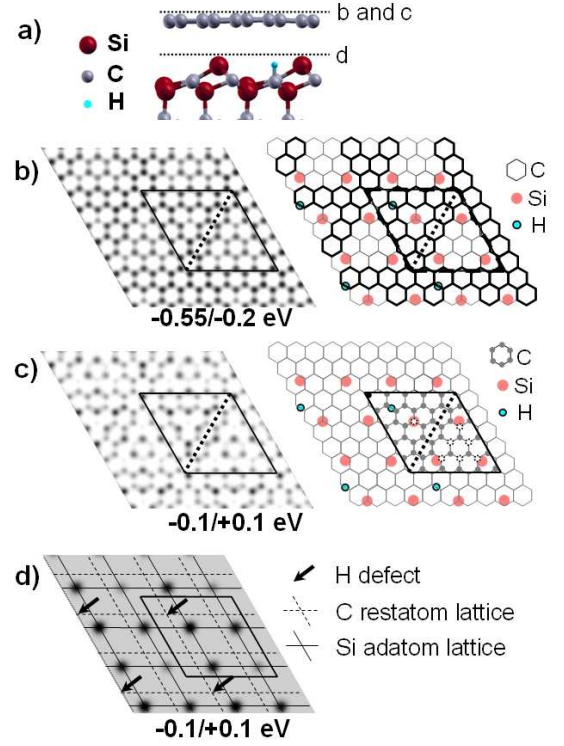 a)
Si
C
H
b and c
d
b)
-0.55/-0.2 eV
C
Si
H
c)
-0.1/+0.1 eV
C
Si
H
d)
H defect
C restatom lattice
Si adatom lattice
-0.1/+0.1 eV